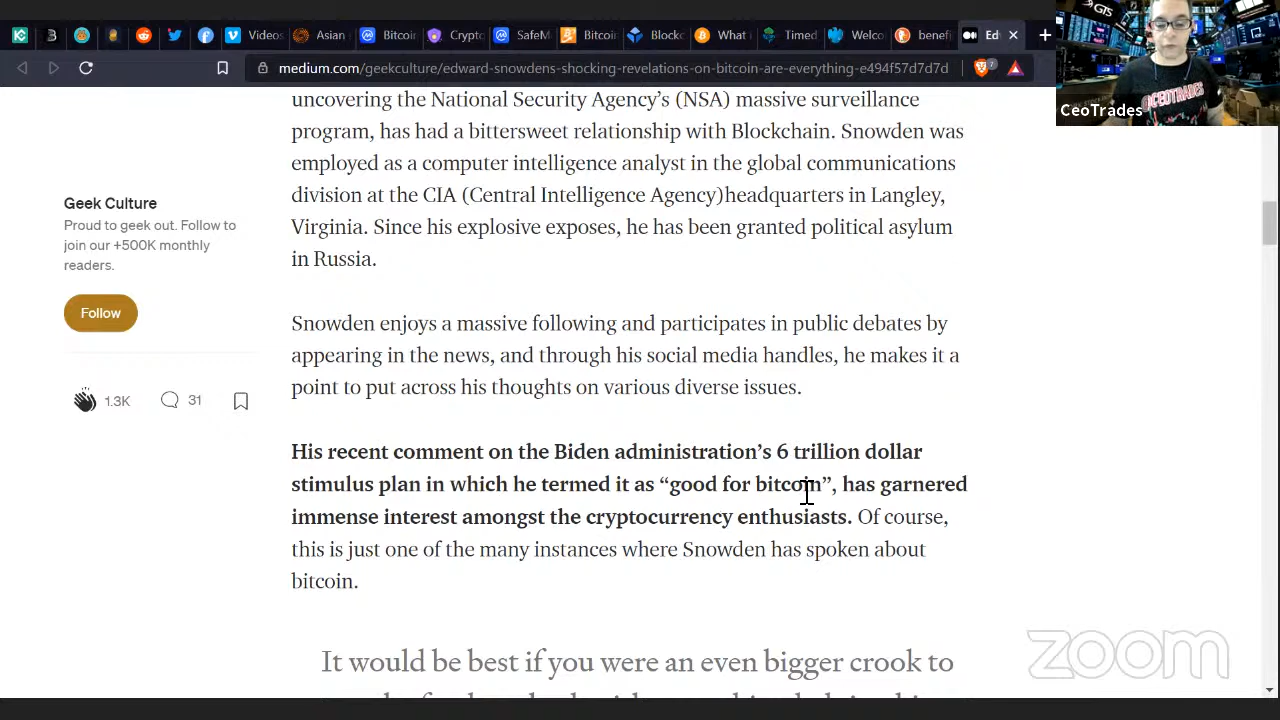 Videos
Asian
Bitcoin
Crypto
SafeM
Bitcoin
Blockc
What i
Timed
Welco
benefi
Ed
medium.com/geekculture/edward-snowdens-shocking-revelations-on-bitcoin-are-everything-e494f57d7d7d
7
GTS
CEOTRADES
CeoTrades
uncovering the National Security Agency's (NSA) massive surveillance
program, has had a bittersweet relationship with Blockchain. Snowden was
employed as a computer intelligence analyst in the global communications
division at the CIA (Central Intelligence Agency)headquarters in Langley,
Virginia. Since his explosive exposes, he has been granted political asylum
in Russia.
Geek Culture
Proud to geek out. Follow to
join our +500K monthly
readers.
Follow
1.3K
31
Snowden enjoys a massive following and participates in public debates by
appearing in the news, and through his social media handles, he makes it a
point to put across his thoughts on various diverse issues.
His recent comment on the Biden administration's 6 trillion dollar
stimulus plan in which he termed it as “good for bitcoin”, has garnered
immense interest amongst the cryptocurrency enthusiasts. Of course,
this is just one of the many instances where Snowden has spoken about
bitcoin.
It would be best if you were an even bigger crook to
zoom